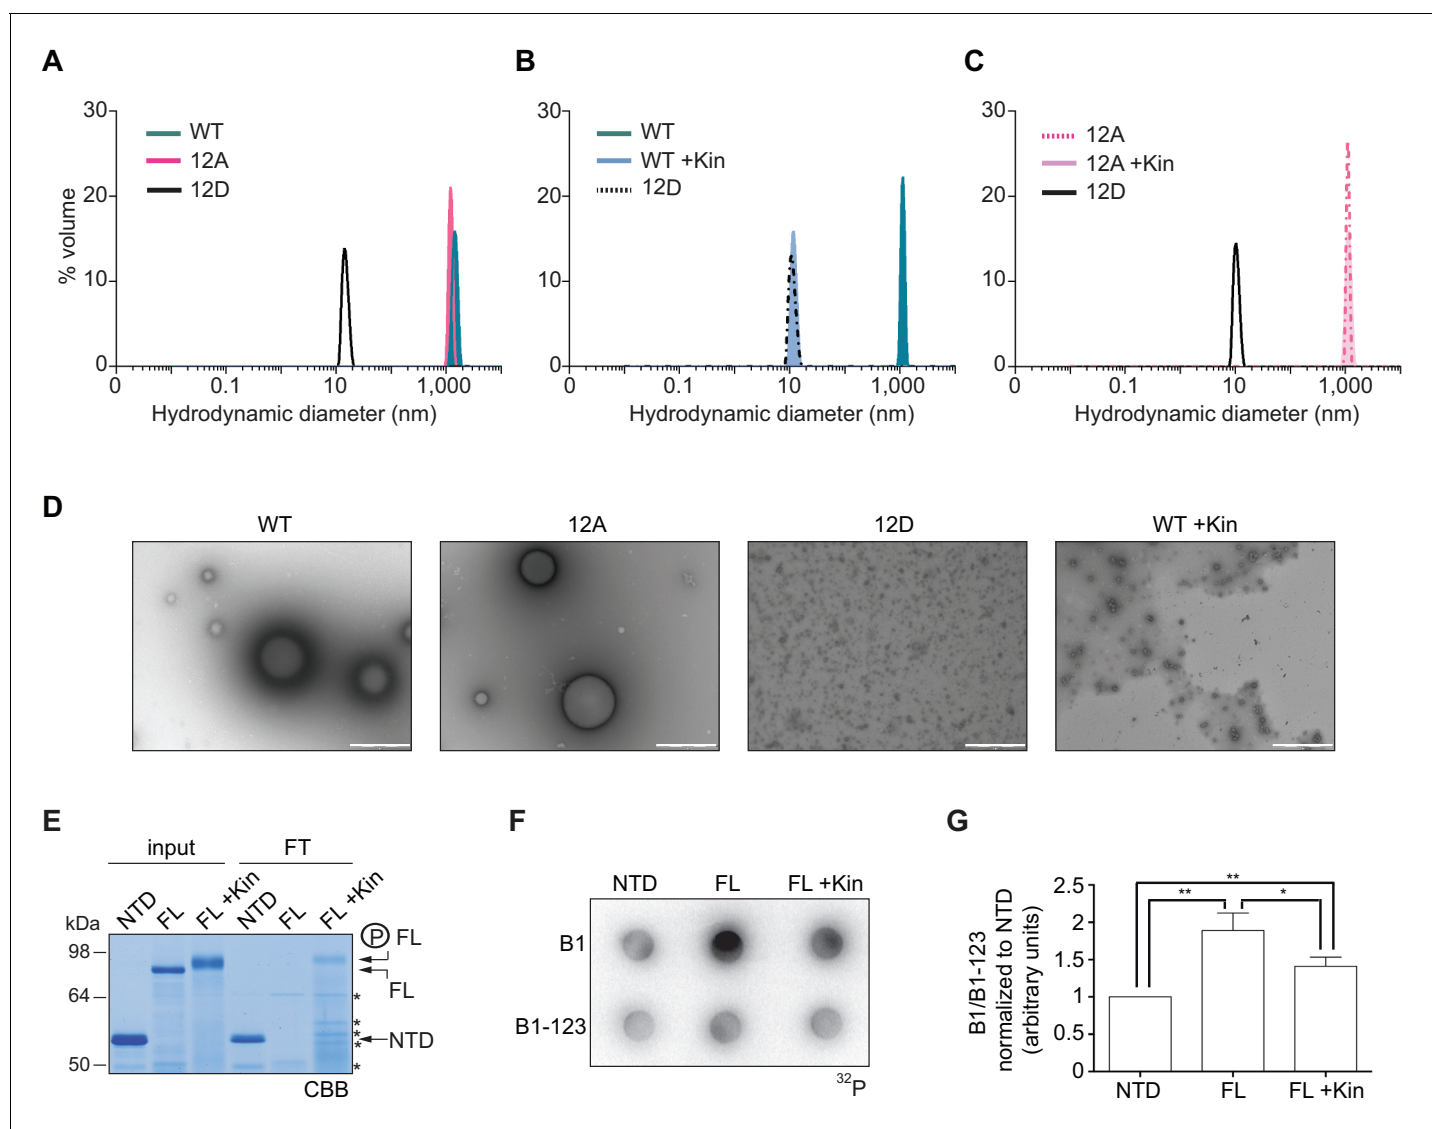 A
30
20
10
0
% volume
WT
12A
12D
0 0.1 10 1,000
Hydrodynamic diameter (nm)
B
30
20
10
0
WT
WT +Kin
12D
0 0.1 10 1,000
Hydrodynamic diameter (nm)
C
30
20
10
0
12A
12A +Kin
12D
0 0.1 10 1,000
Hydrodynamic diameter (nm)
D
WT 12A 12D WT +Kin
E
input FT
NTD FL FL +Kin NTD FL FL +Kin
kDa
98
64
50
P FL
FL
*
*
*
*
NTD
*
CBB
F
NTD FL FL +Kin
B1
B1-123
32P
G
B1/B1-123
normalized to NTD
(arbitrary units)
2.5
2
1.5
1
0.5
0
**
** *
NTD FL FL +Kin